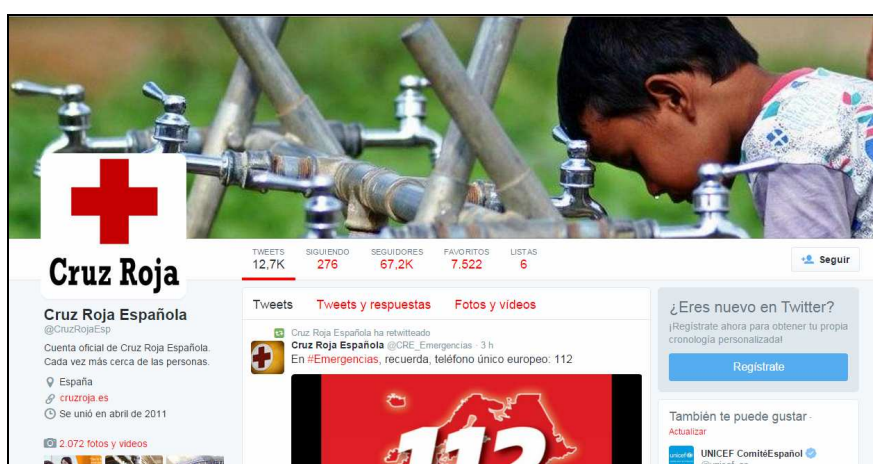 Cruz Roja
TWEETS SIGUIENDO SEGUIDORES FAVORITOS LISTAS
12,7K 276 67,2K 7.522 6
Seguir
Cruz Roja Española
@CruzRojaEsp
Cuenta oficial de Cruz Roja Española.
Cada vez más cerca de las personas.
España
cruzroja.es
Se unió en abril de 2011
2.072 fotos y vídeos
Tweets Tweets y respuestas Fotos y vídeos
Cruz Roja Española ha retwitteado
Cruz Roja Española @CRE_Emergencias · 3 h
En #Emergencias, recuerda, teléfono único europeo: 112
112
¿Eres nuevo en Twitter?
¡Regístrate ahora para obtener tu propia
cronología personalizada!
Regístrate
También te puede gustar ·
Actualizar
unicef
UNICEF ComitéEspañol
@unicef_es